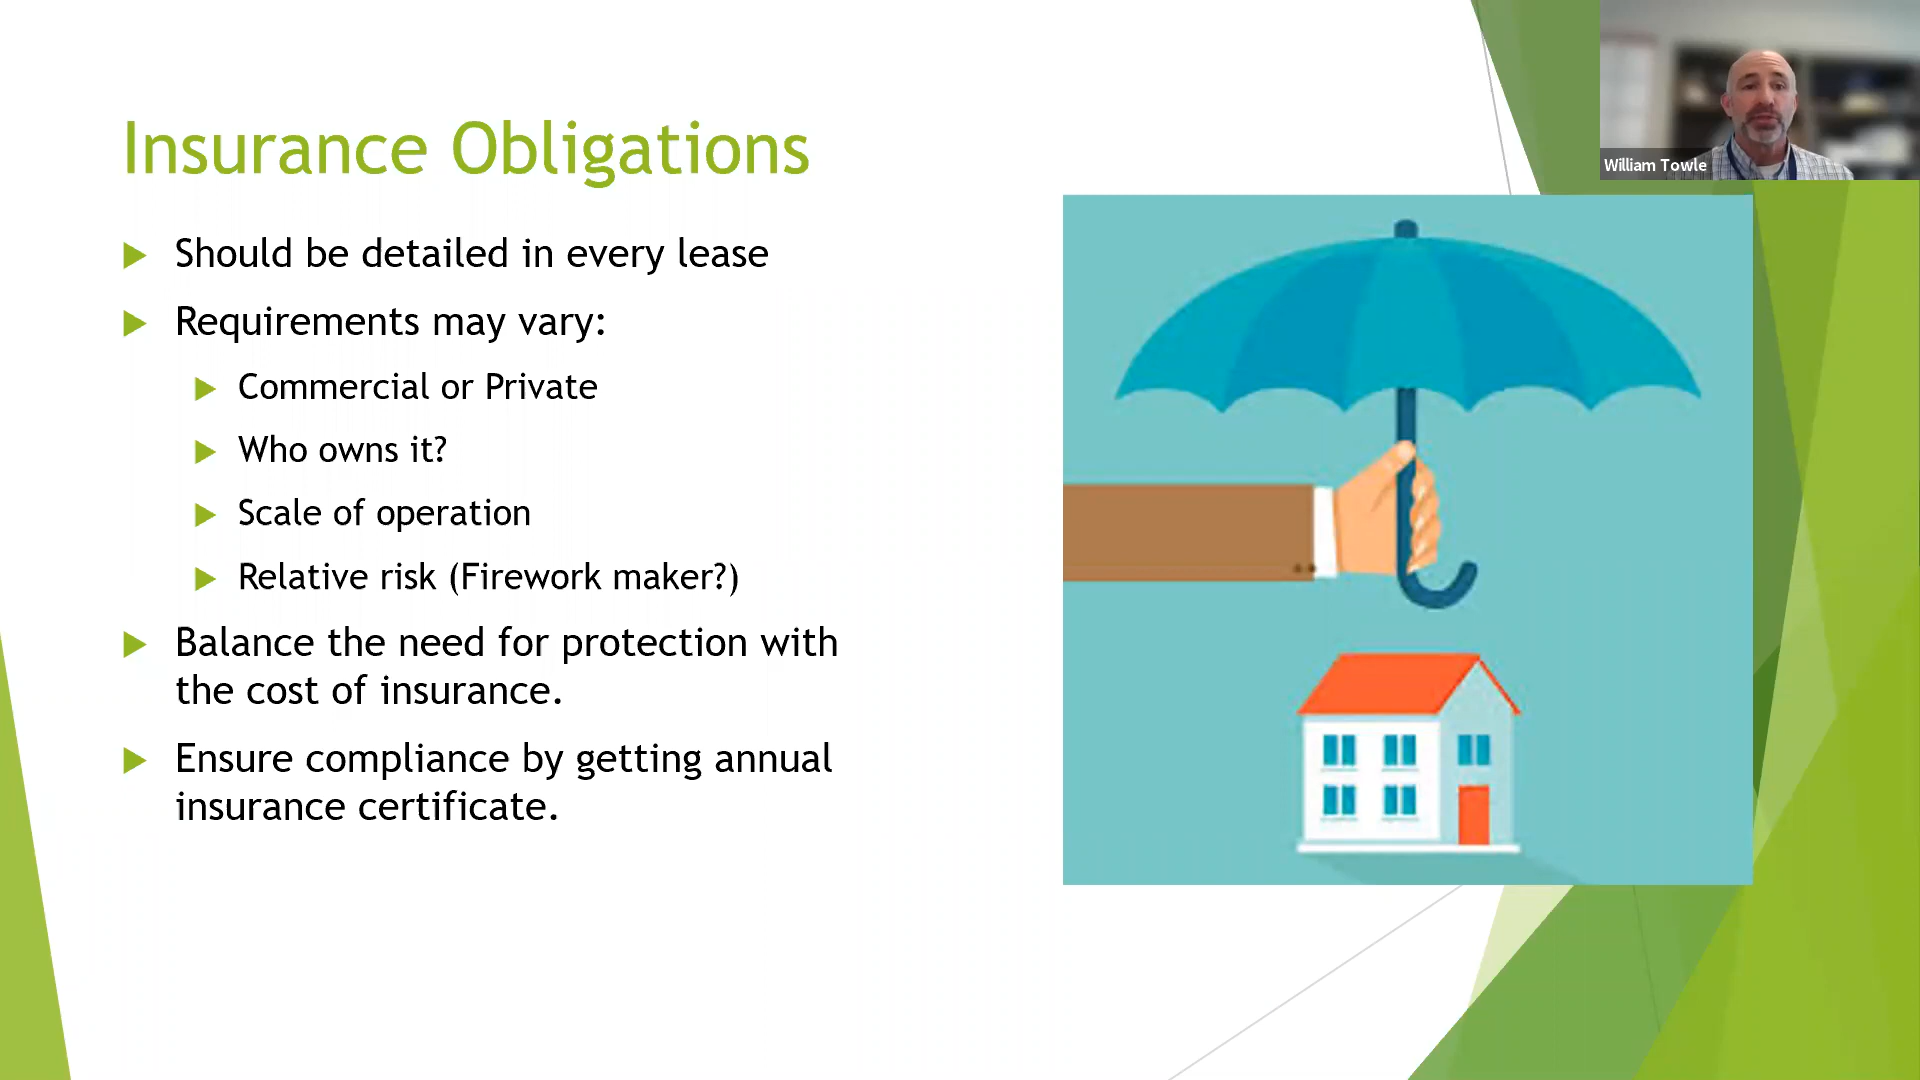 William Towle
Insurance Obligations
Should be detailed in every lease
Requirements may vary:
Commercial or Private
Who owns it?
Scale of operation
Relative risk (Firework maker?)
Balance the need for protection with
the cost of insurance.
Ensure compliance by getting annual
insurance certificate.